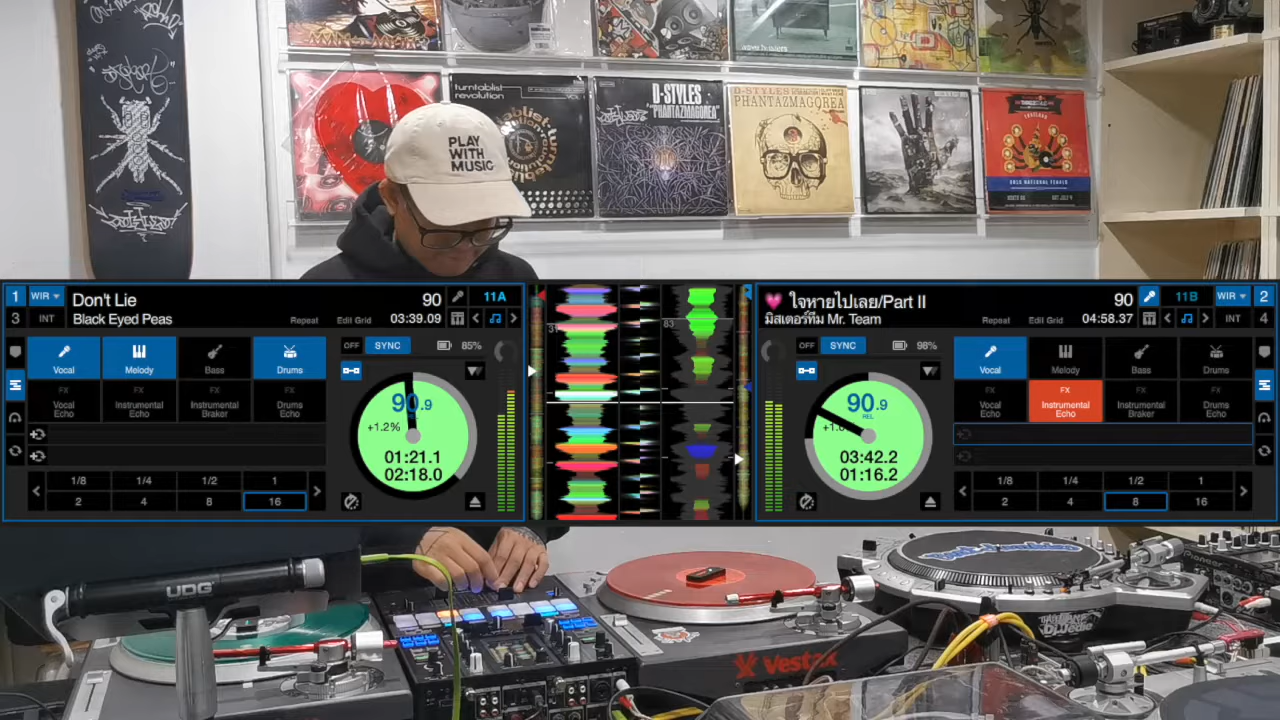 turntablist
revolution
D-STYLES
"PHANTAZMAGOREA"
D-STYLES
PHANTAZMAGOREA
THAILAND
PLAY
WITH
MUSIC
1
WIR
Don't Lie
90
11A
3
INT
Black Eyed Peas
Repeat
Edit Grid
03:39.09
OFF
SYNC
85%
Vocal
Melody
Bass
Drums
FX
Vocal
Echo
FX
Instrumental
Echo
FX
Instrumental
Braker
FX
Drums
Echo
90.9
+1.2%
01:21.1
02:18.0
1/8
1/4
1/2
1
2
4
8
16
31
83
ใจหายไปเลย/Part II
90
11B
WIR
2
มิสเตอร์ทีม Mr. Team
Repeat
Edit Grid
04:58.37
INT
4
OFF
SYNC
98%
90.9
REL
03:42.2
01:16.2
Vocal
Melody
Bass
Drums
FX
Vocal
Echo
FX
Instrumental
Echo
FX
Instrumental
Braker
FX
Drums
Echo
1/8
1/4
1/2
1
2
4
8
16
UDG
Vestax